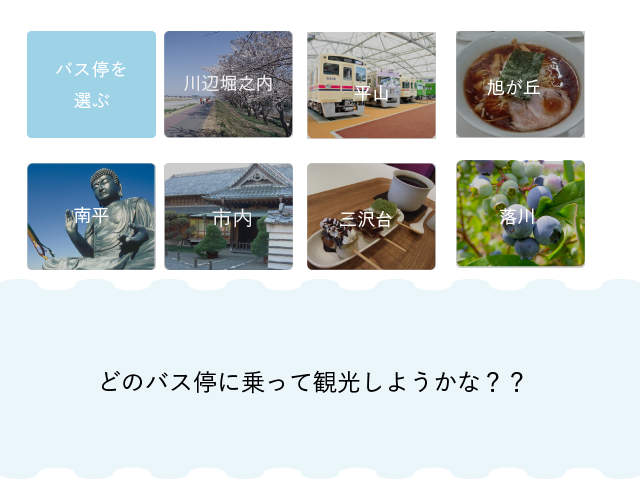 バス停を
選ぶ
川辺堀之内
平山
旭が丘
南平
市内
三沢台
落川
どのバス停に乗って観光しようかな？？